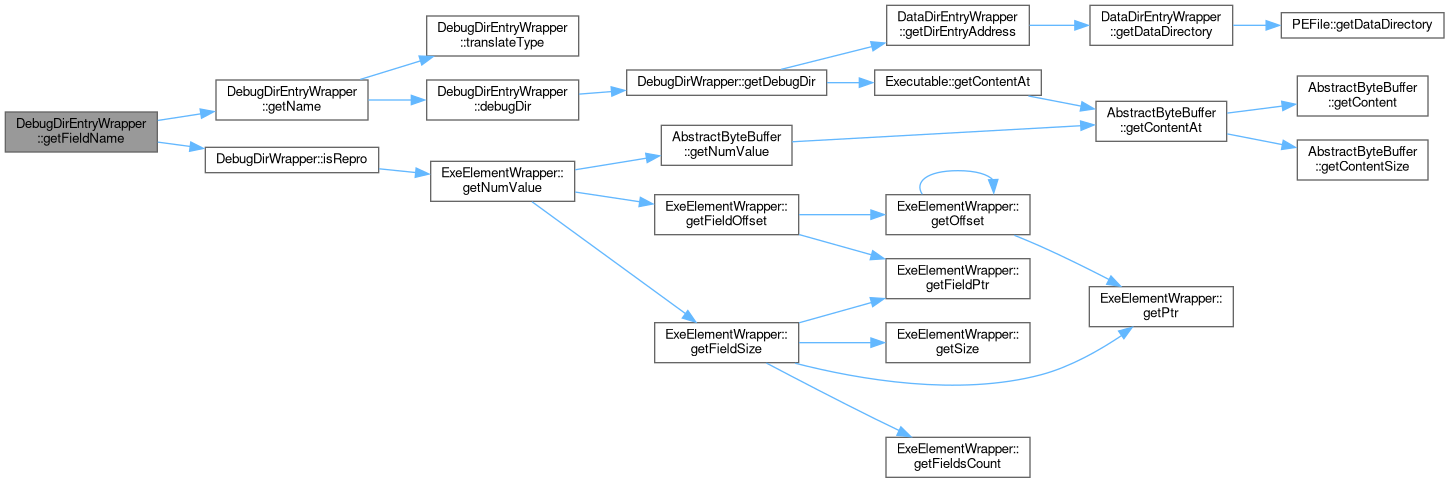 DebugDirEntryWrapper
::getFieldName
DebugDirEntryWrapper
::getName
DebugDirEntryWrapper
::translateType
DebugDirEntryWrapper
::debugDir
DebugDirWrapper::getDebugDir
DataDirEntryWrapper
::getDirEntryAddress
DataDirEntryWrapper
::getDataDirectory
PEFile::getDataDirectory
Executable::getContentAt
AbstractByteBuffer
::getContentAt
AbstractByteBuffer
::getContent
AbstractByteBuffer
::getContentSize
DebugDirWrapper::isRepro
ExeElementWrapper::
getNumValue
AbstractByteBuffer
::getNumValue
ExeElementWrapper::
getFieldOffset
ExeElementWrapper::
getOffset
ExeElementWrapper::
getFieldPtr
ExeElementWrapper::
getPtr
ExeElementWrapper::
getFieldSize
ExeElementWrapper::
getSize
ExeElementWrapper::
getFieldsCount